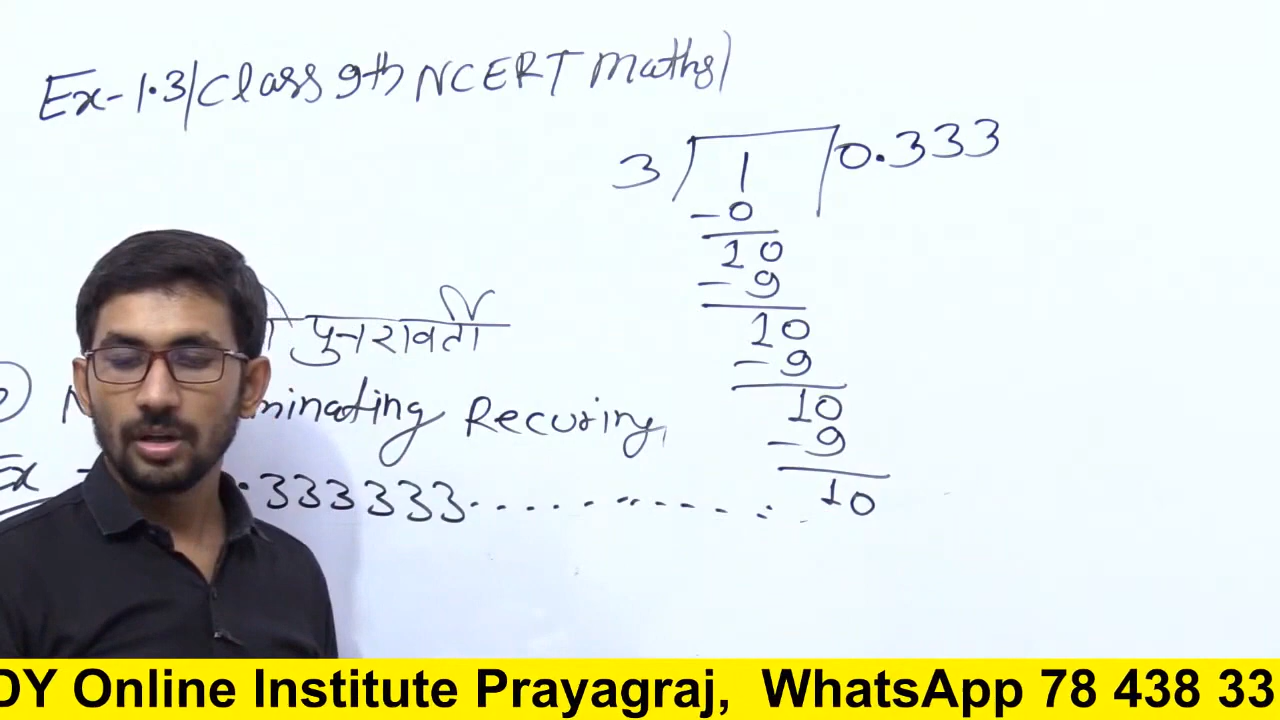 Ex-1.3/Class 9th NCERT Maths)
3 1 0.333
-0
10
-9
10
-9
10
-9
10
पुनरावर्ती
minating Recuring,
Ex
.333333............
DY Online Institute Prayagraj, WhatsApp 78 438 33